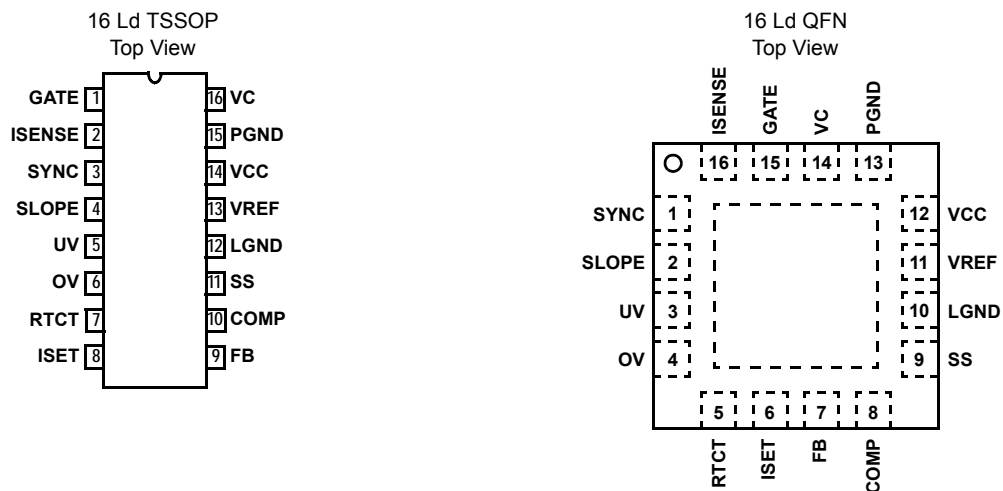 16 Ld TSSOP
Top View
GATE 1 16 VC
ISENSE 2 15 PGND
SYNC 3 14 VCC
SLOPE 4 13 VREF
UV 5 12 LGND
OV 6 11 SS
RTCT 7 10 COMP
ISET 8 9 FB
16 Ld QFN
Top View
ISENSE GATE VC PGND
16 15 14 13
SYNC 1 12 VCC
SLOPE 2 11 VREF
UV 3 10 LGND
OV 4 9 SS
5 6 7 8
RTCT ISET FB COMP